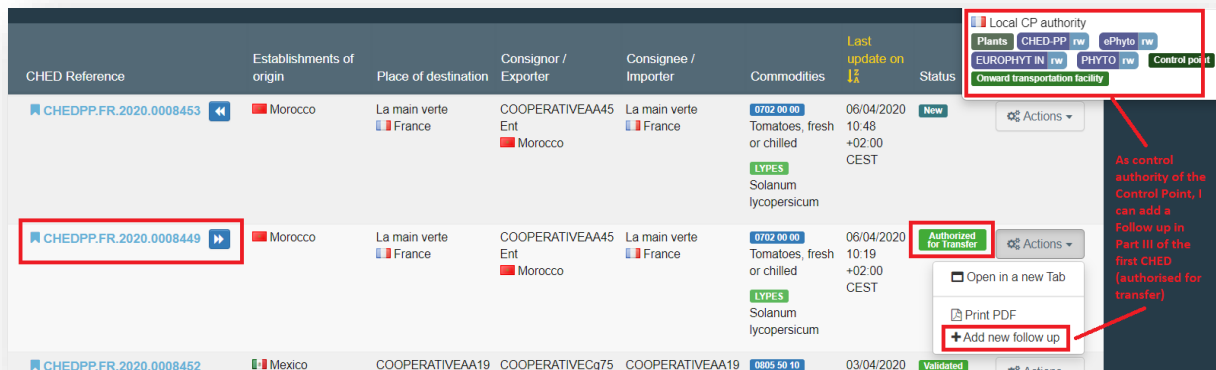 Local CP authority
Plants CHED-PP rw ePhyto rw
EUROPHYT IN rw PHYTO rw Control point
Onward transportation facility
CHED Reference
Establishments of
origin
Place of destination
Consignor /
Exporter
Consignee /
Importer
Commodities
Last
update on
Status
CHEDPP.FR.2020.0008453
Morocco
La main verte
France
COOPERATIVEAA45
Ent
Morocco
La main verte
France
0702 00 00
Tomatoes, fresh
or chilled
LYPES
Solanum
lycopersicum
06/04/2020
10:48
+02:00
CEST
New
Actions
CHEDPP.FR.2020.0008449
Morocco
La main verte
France
COOPERATIVEAA45
Ent
Morocco
La main verte
France
0702 00 00
Tomatoes, fresh
or chilled
LYPES
Solanum
lycopersicum
06/04/2020
10:19
+02:00
CEST
Authorized
for Transfer
Actions
Open in a new Tab
Print PDF
Add new follow up
As control
authority of the
Control Point, I
can add a
Follow up in
Part III of the
first CHED
(authorised for
transfer)
CHEDPP.FR.2020.0008452
Mexico
COOPERATIVEAA19
COOPERATIVECg75
COOPERATIVEAA19
0805 50 10
03/04/2020
Validated
Actions